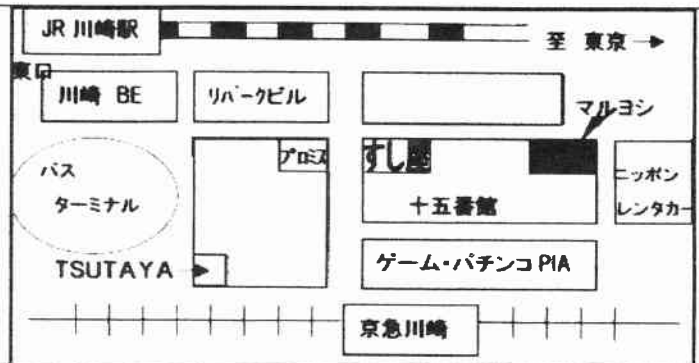 JR 川崎駅
至 東京→
東口
川崎 BE
リバークビル
マルヨシ
プロミス
すし座
バス
ターミナル
十五番館
ニッポン
レンタカー
TSUTAYA
ゲーム・パチンコ PIA
京急川崎